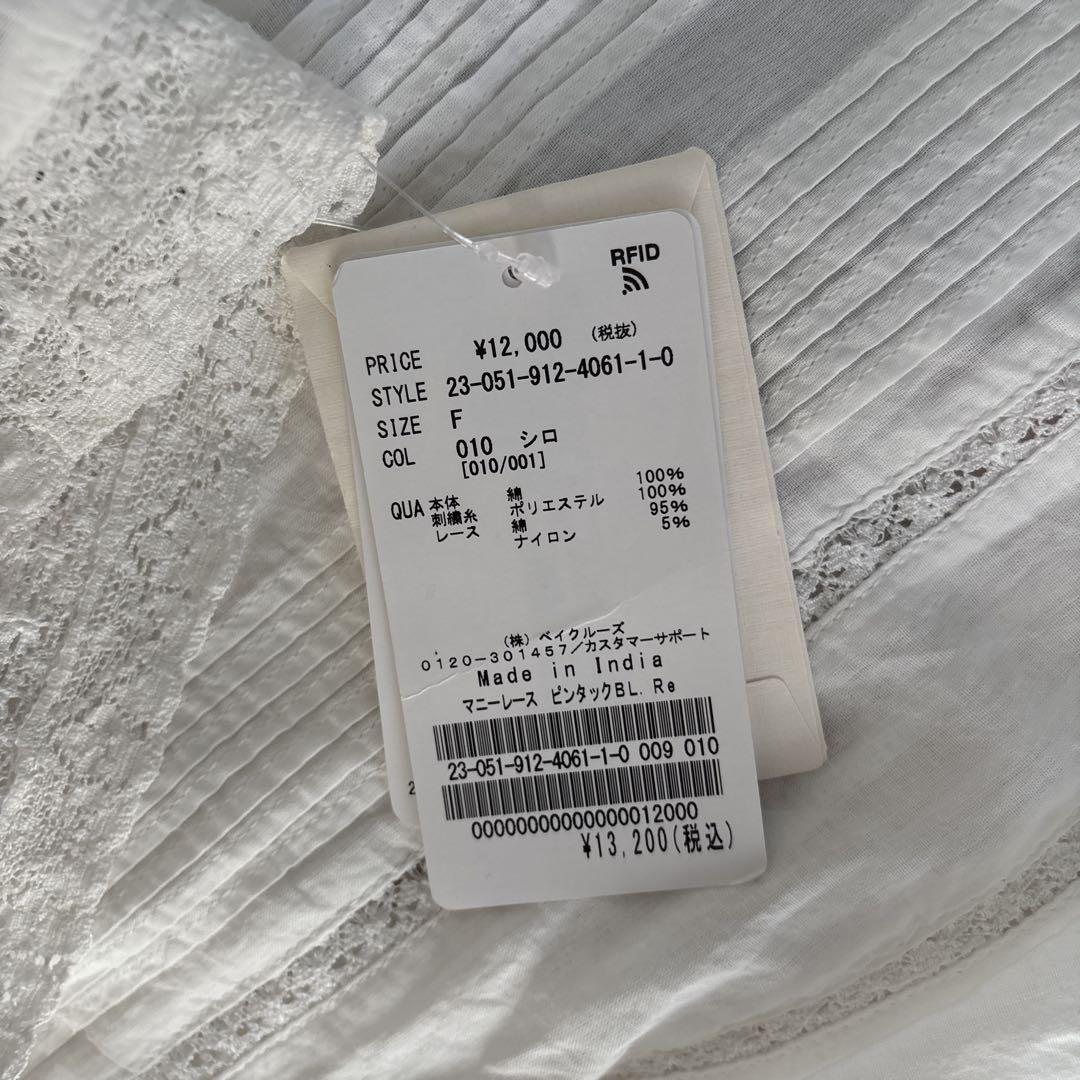 RFID
PRICE ¥12,000 (税抜)
STYLE 23-051-912-4061-1-0
SIZE F
COL 010 シロ
[010/001]
QUA 本体 綿 100%
刺繍糸 ポリエステル 100%
レース 綿 95%
ナイロン 5%
(株) ベイクルーズ
0120-301457/カスタマーサポート
Made in India
マニーレース ピンタックBL. Re
23-051-912-4061-1-0 009 010
2
00000000000000012000
¥13,200(税込)